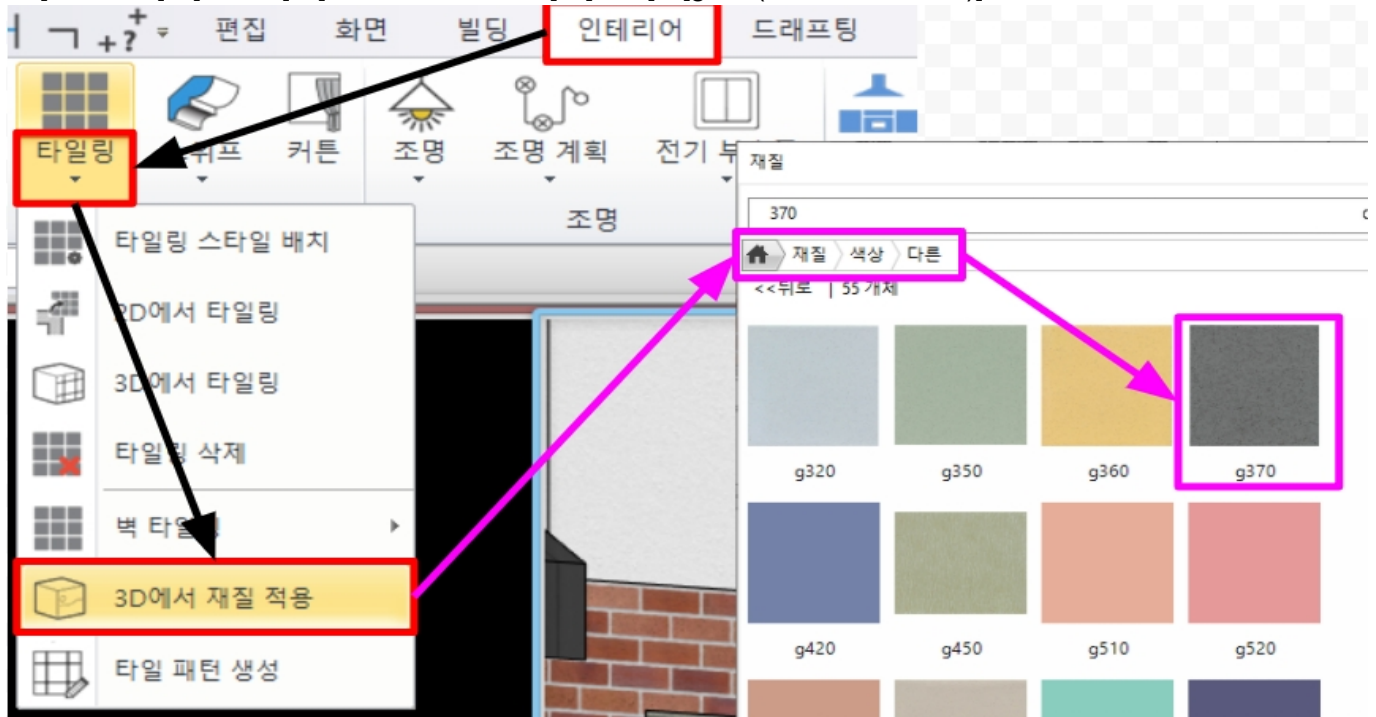 편집 화면 빌딩 인테리어 드래프팅
타일링 커튼 조명 조명 계획 전기
조명
타일링 스타일 배치
2D에서 타일링
3D에서 타일링
타일링 삭제
벽 타일링
3D에서 재질 적용
타일 패턴 생성
재질
370
재질 색상 다른
<<뒤로 | 55 개체
g320 g350 g360 g370
g420 g450 g510 g520